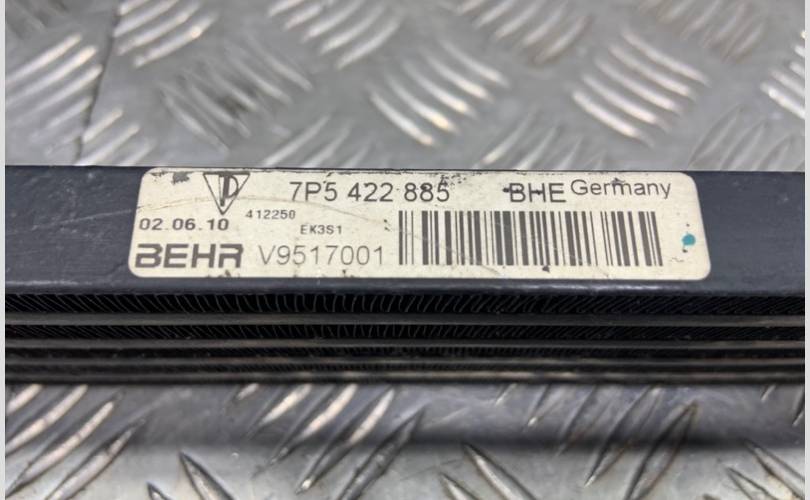 7P5 422 885 BHE Germany
02.06.10 412250 EK3S1
BEHR V9517001